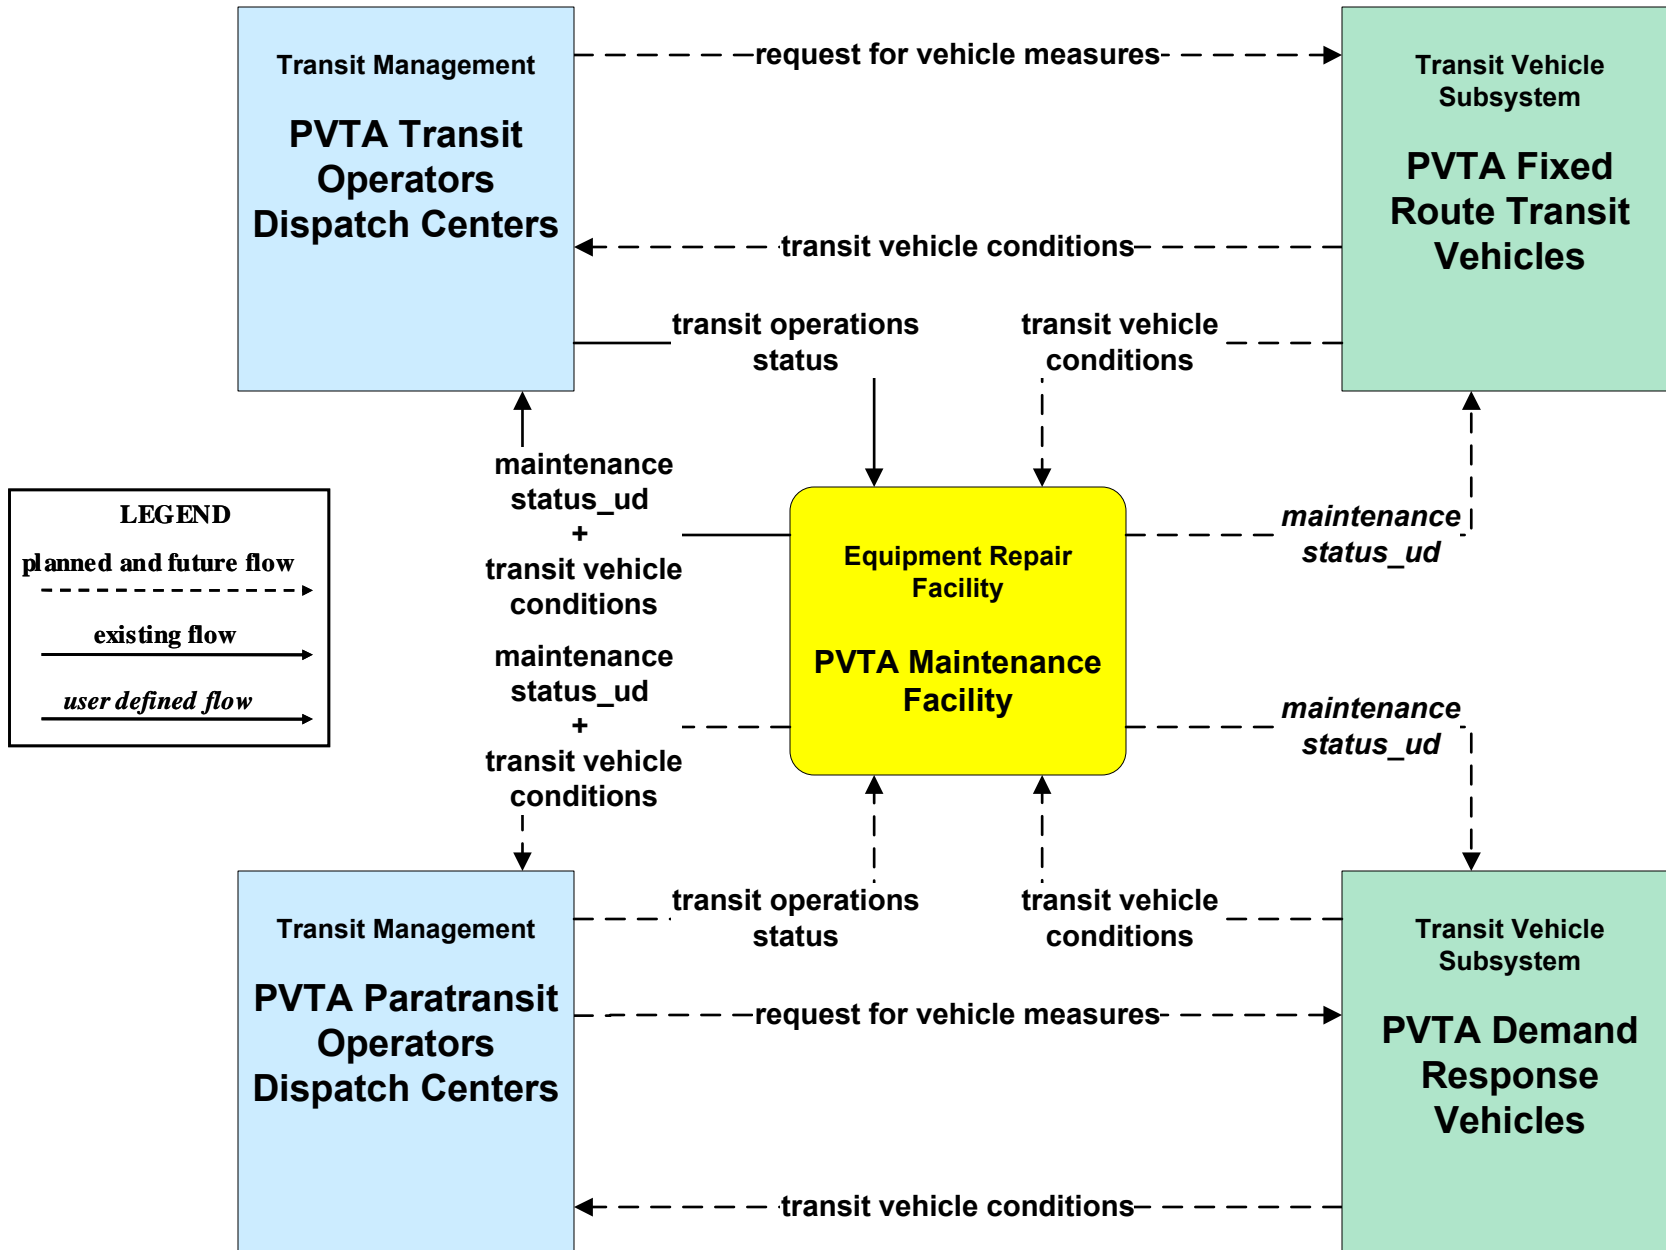 Transit Management
PVTA Transit
Operators
Dispatch Centers
request for vehicle measures
Transit Vehicle
Subsystem
PVTA Fixed
Route Transit
Vehicles
transit vehicle conditions
transit operations
status
transit vehicle
conditions
maintenance
status_ud
+
transit vehicle
conditions
LEGEND
planned and future flow
existing flow
user defined flow
Equipment Repair
Facility
PVTA Maintenance
Facility
maintenance
status_ud
maintenance
status_ud
+
transit vehicle
conditions
maintenance
status_ud
Transit Management
PVTA Paratransit
Operators
Dispatch Centers
transit operations
status
transit vehicle
conditions
request for vehicle measures
transit vehicle conditions
Transit Vehicle
Subsystem
PVTA Demand
Response
Vehicles